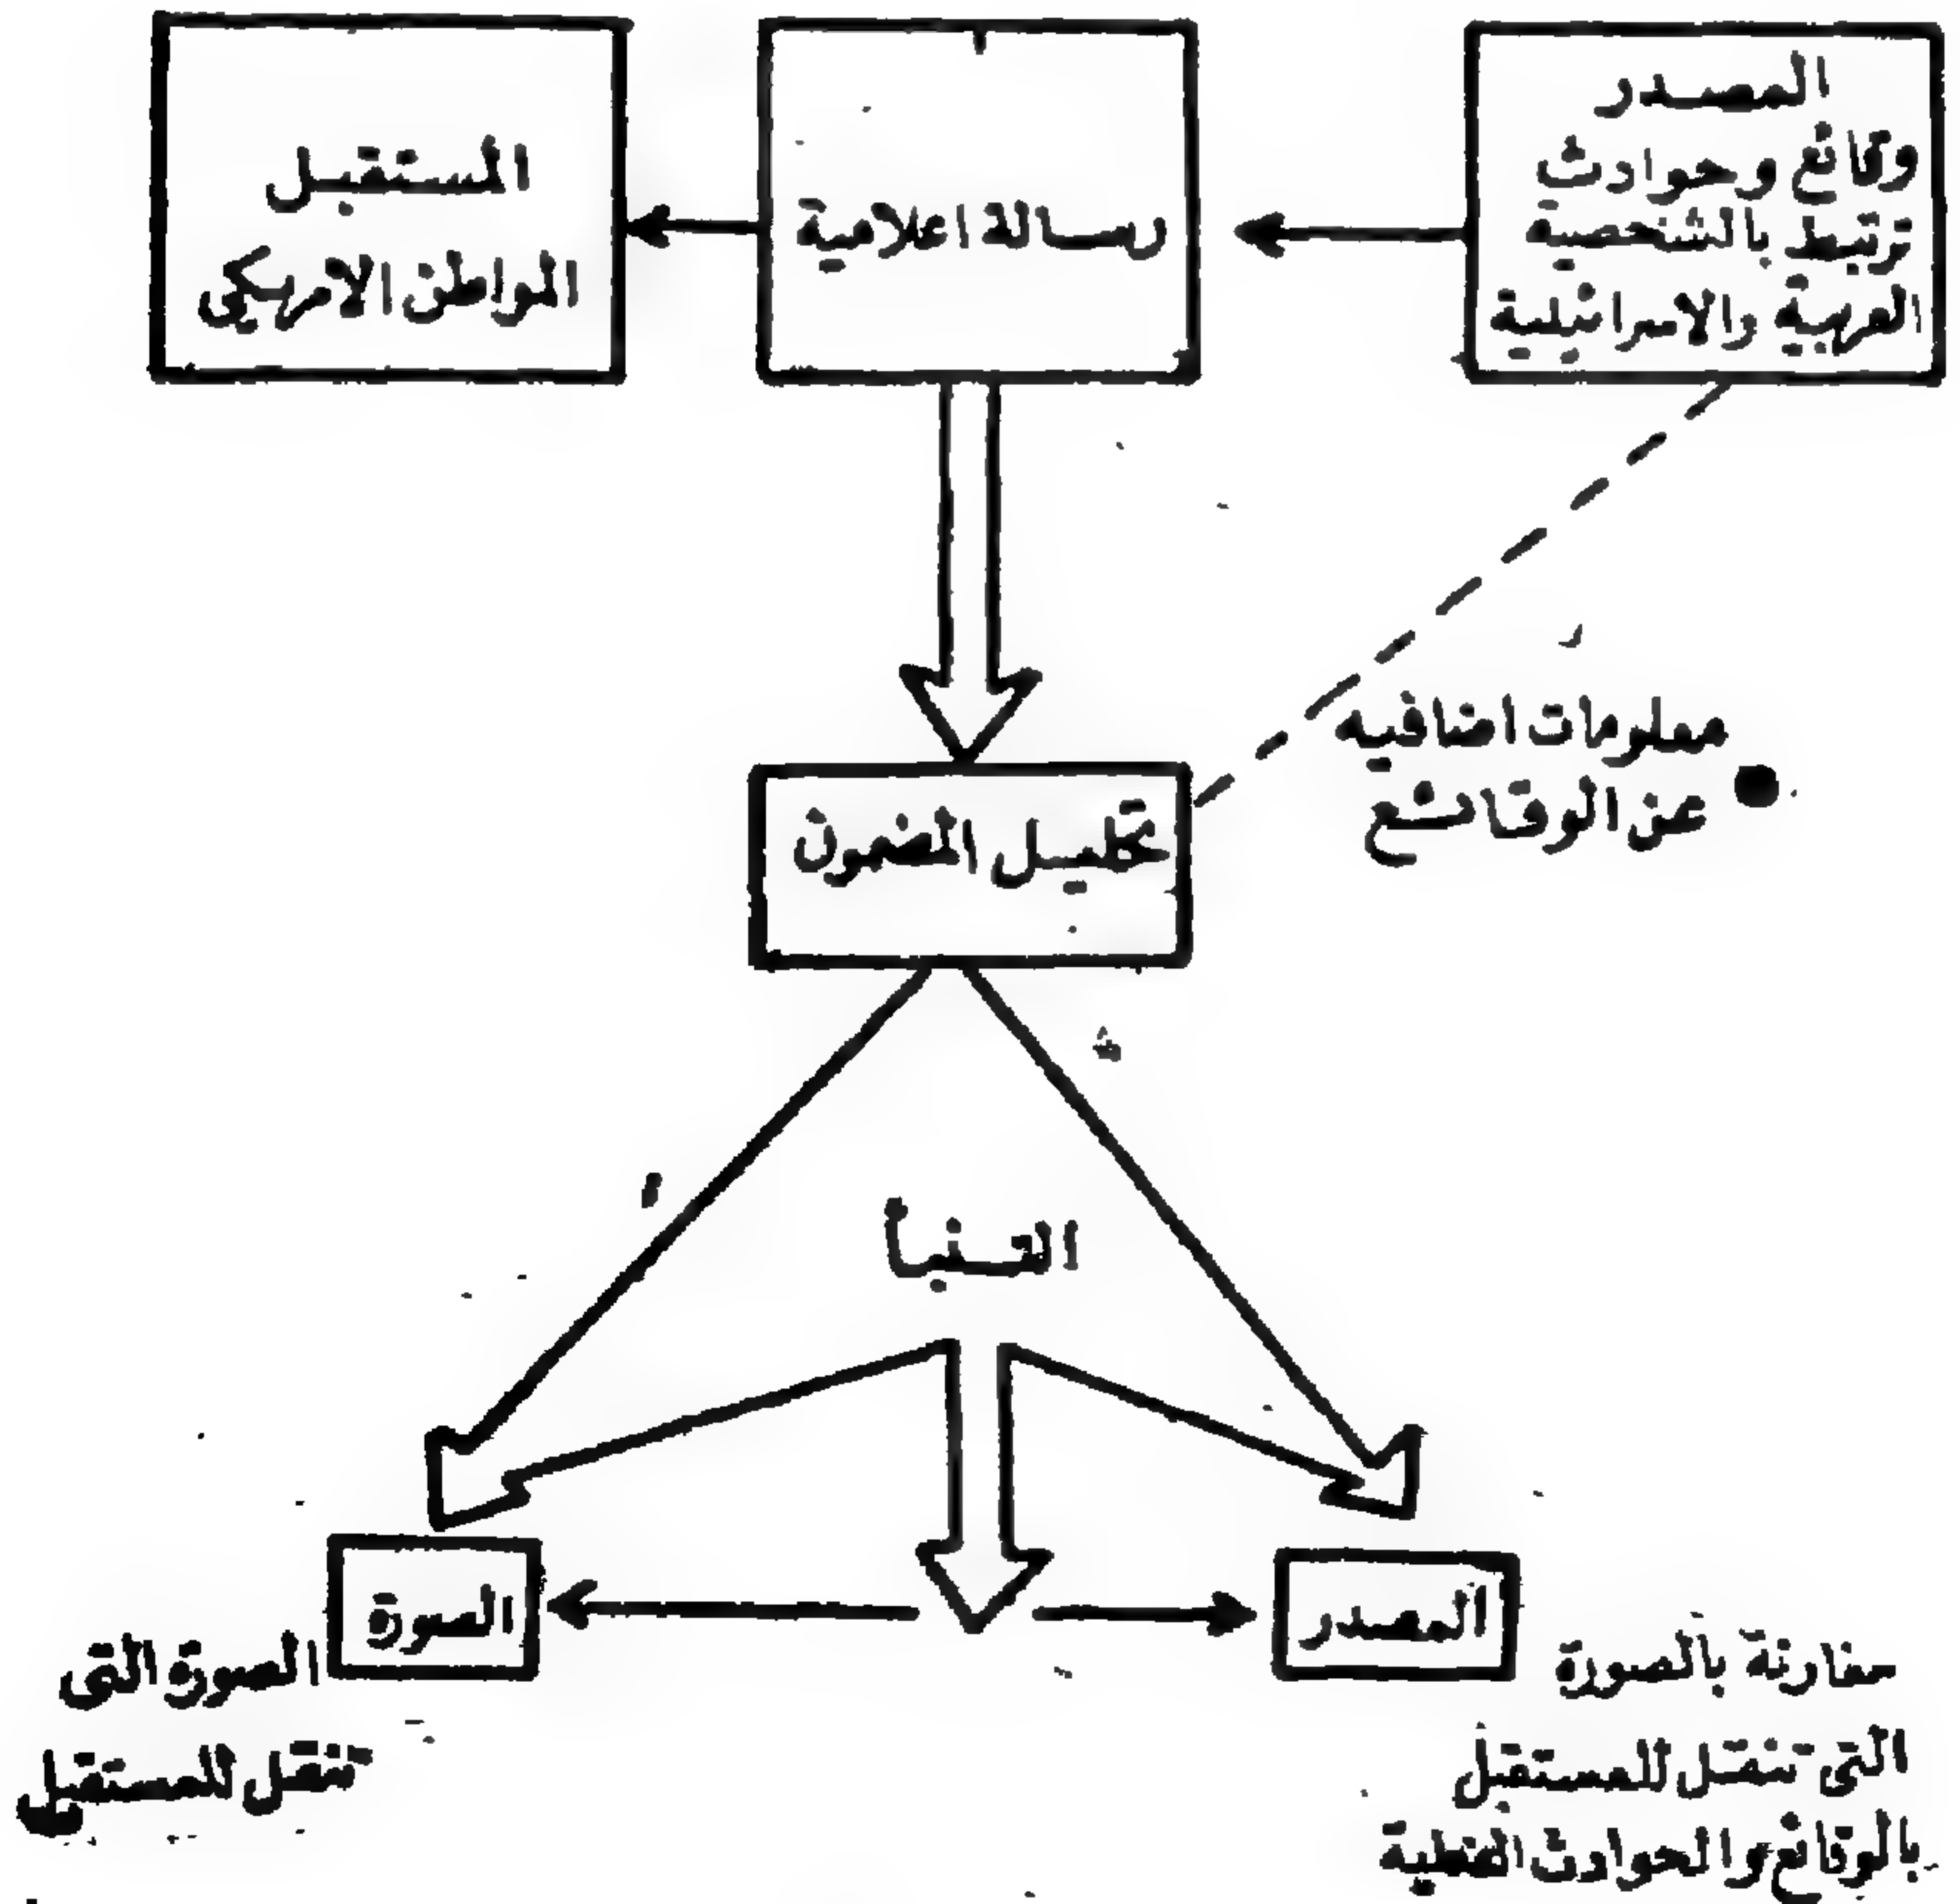 المصدر
وقائع وحوادث
ترتبط بالشخصية
العربية والاسرائيلية
رسالة اعلامية
المستقبل
المواطن الامريكى
معلومات اضافيه
عن الوقائع
تحليل المضمون
التنبأ
المصدر
الصورة
مقارنة بالصورة
التى تنقل للمستقبل
بالوقائع والحوادث الفعلية
الصورة التى
تنقل للمستقبل